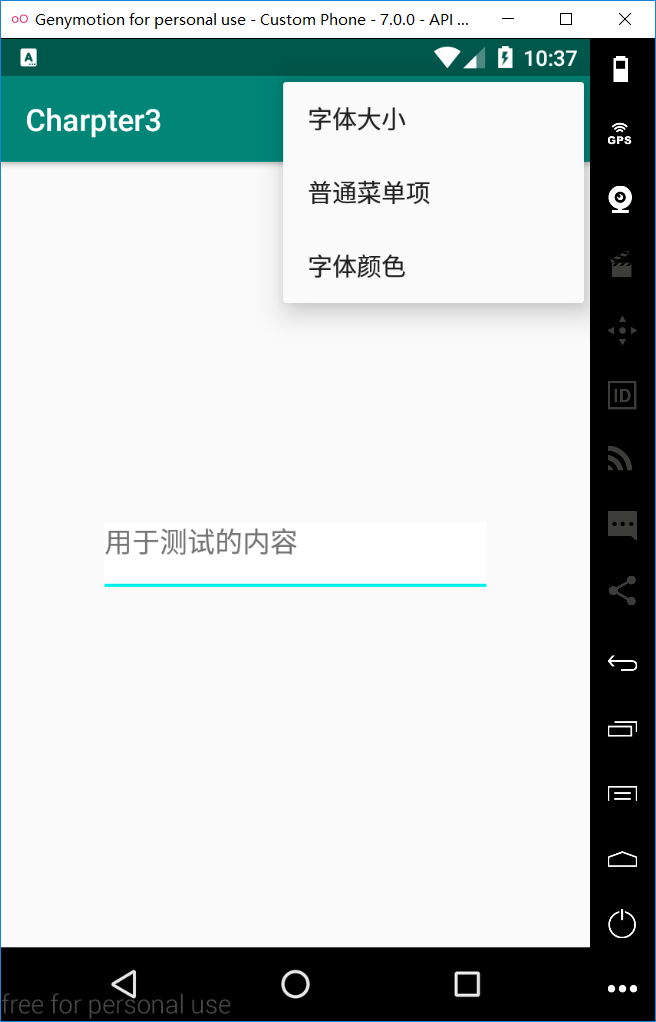 Genymotion for personal use - Custom Phone - 7.0.0 - API ...
A
10:37
Charpter3
字体大小
普通菜单项
字体颜色
GPS
ID
用于测试的内容
free for personal use